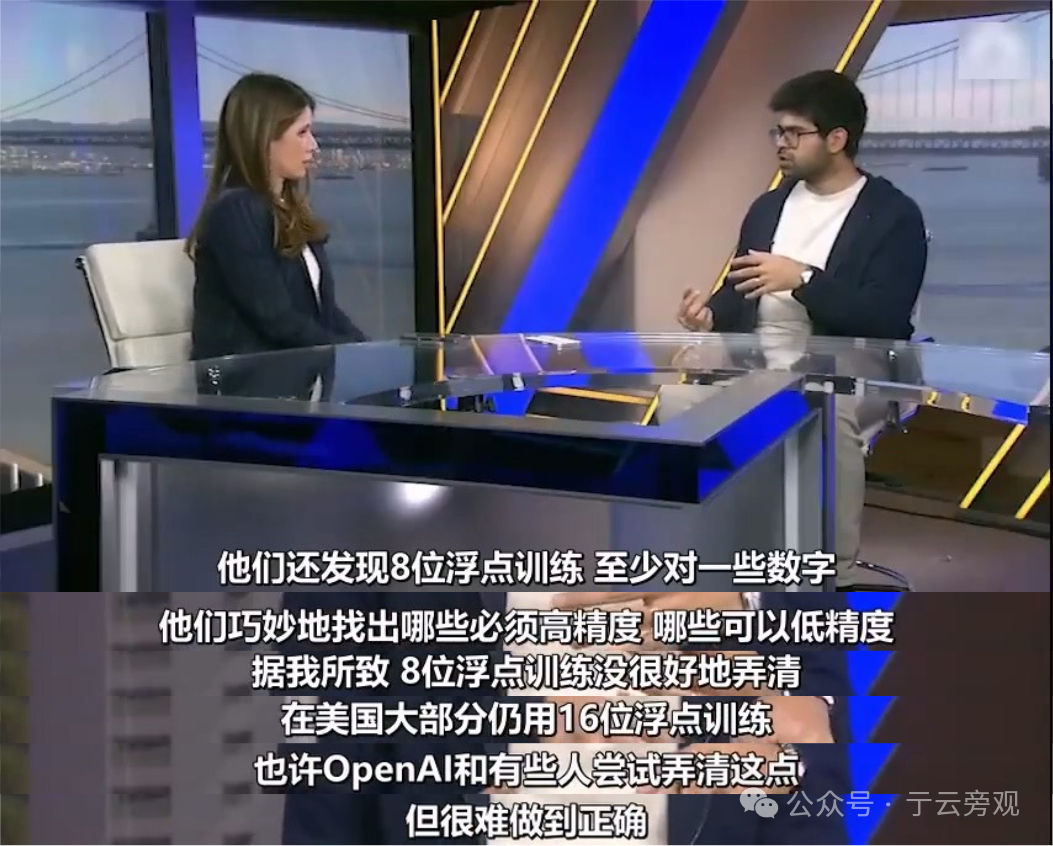 他们还发现8位浮点训练 至少对一些数字
他们巧妙地找出哪些必须高精度 哪些可以低精度
据我所致 8位浮点训练没很好地弄清
在美国大部分仍用16位浮点训练
也许OpenAI和有些人尝试弄清这点
但很难做到正确
公众号 · 亍云旁观